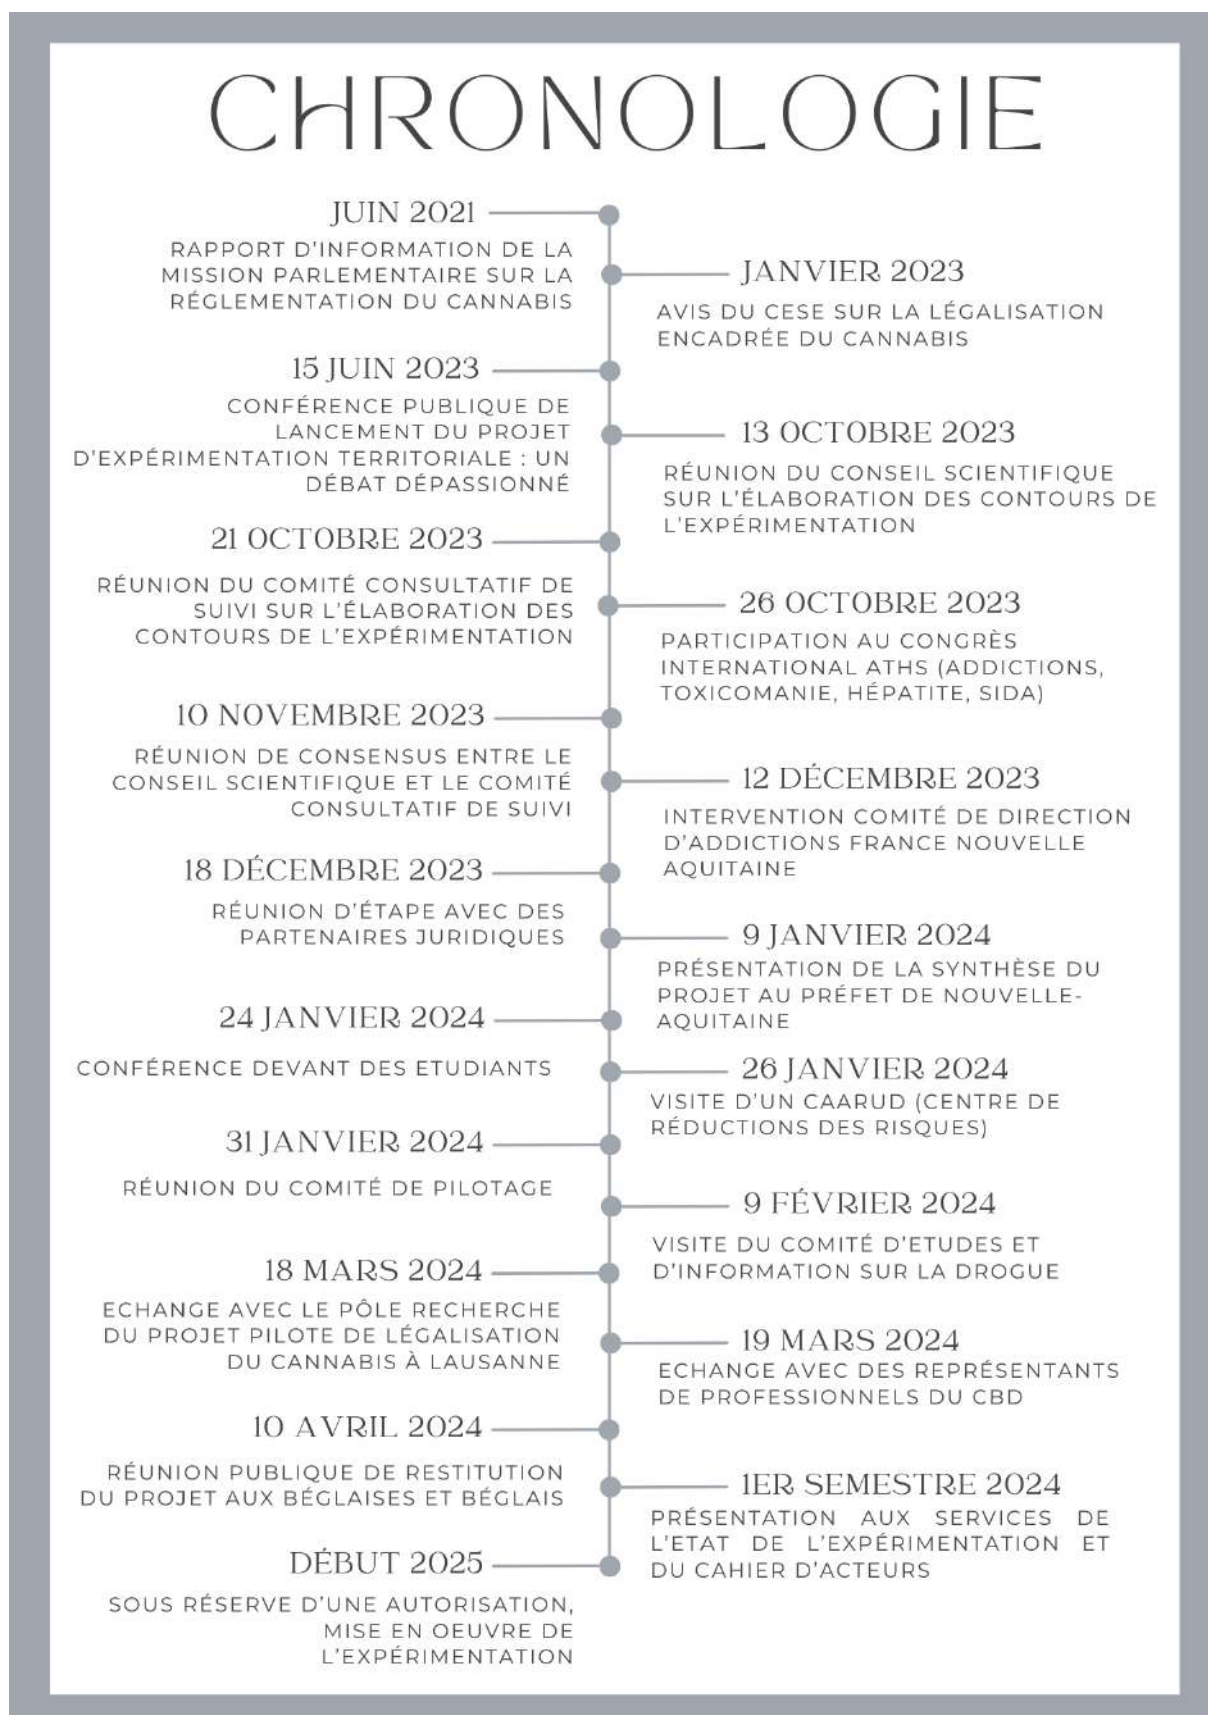 CHRONOLOGIE
JUIN 2021
RAPPORT D'INFORMATION DE LA
MISSION PARLEMENTAIRE SUR LA
RÉGLEMENTATION DU CANNABIS
JANVIER 2023
AVIS DU CESE SUR LA LÉGALISATION
ENCADRÉE DU CANNABIS
15 JUIN 2023
CONFÉRENCE PUBLIQUE DE
LANCEMENT DU PROJET
D'EXPÉRIMENTATION TERRITORIALE : UN
DÉBAT DÉPASSIONNÉ
13 OCTOBRE 2023
RÉUNION DU CONSEIL SCIENTIFIQUE
SUR L'ÉLABORATION DES CONTOURS DE
L'EXPÉRIMENTATION
21 OCTOBRE 2023
RÉUNION DU COMITÉ CONSULTATIF DE
SUIVI SUR L'ÉLABORATION DES
CONTOURS DE L'EXPÉRIMENTATION
26 OCTOBRE 2023
PARTICIPATION AU CONGRÈS
INTERNATIONAL ATHS (ADDICTIONS,
TOXICOMANIE, HÉPATITE, SIDA)
10 NOVEMBRE 2023
RÉUNION DE CONSENSUS ENTRE LE
CONSEIL SCIENTIFIQUE ET LE COMITÉ
CONSULTATIF DE SUIVI
12 DÉCEMBRE 2023
INTERVENTION COMITÉ DE DIRECTION
D'ADDICTIONS FRANCE NOUVELLE
AQUITAINE
18 DÉCEMBRE 2023
RÉUNION D'ÉTAPE AVEC DES
PARTENAIRES JURIDIQUES
9 JANVIER 2024
PRÉSENTATION DE LA SYNTHÈSE DU
PROJET AU PRÉFET DE NOUVELLE-
AQUITAINE
24 JANVIER 2024
CONFÉRENCE DEVANT DES ETUDIANTS
26 JANVIER 2024
VISITE D'UN CAARUD (CENTRE DE
RÉDUCTIONS DES RISQUES)
31 JANVIER 2024
RÉUNION DU COMITÉ DE PILOTAGE
9 FÉVRIER 2024
VISITE DU COMITÉ D'ETUDES ET
D'INFORMATION SUR LA DROGUE
18 MARS 2024
ECHANGE AVEC LE PÔLE RECHERCHE
DU PROJET PILOTE DE LÉGALISATION
DU CANNABIS À LAUSANNE
19 MARS 2024
ECHANGE AVEC DES REPRÉSENTANTS
DE PROFESSIONNELS DU CBD
10 AVRIL 2024
RÉUNION PUBLIQUE DE RESTITUTION
DU PROJET AUX BÉGLAISES ET BÉGLAIS
1ER SEMESTRE 2024
PRÉSENTATION AUX SERVICES DE
L'ETAT DE L'EXPÉRIMENTATION ET
DU CAHIER D'ACTEURS
DÉBUT 2025
SOUS RÉSERVE D'UNE AUTORISATION,
MISE EN OEUVRE DE
L'EXPÉRIMENTATION